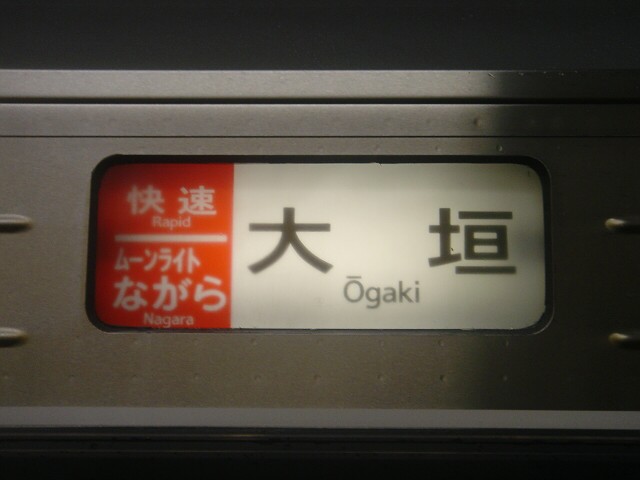 快速
Rapid
ムーンライト
ながら
Nagara
大垣
Ōgaki